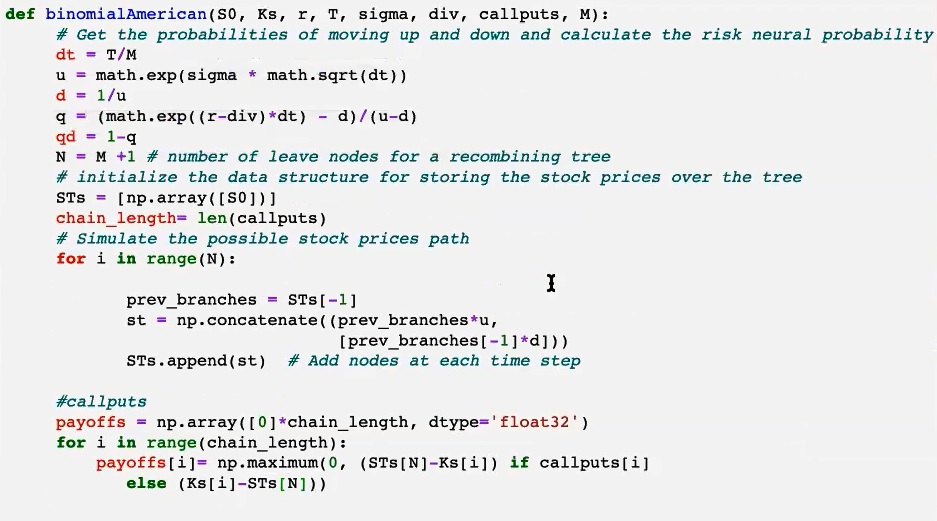 def binomialAmerican(S0, Ks, r, T, sigma, div, callputs, M):
# Get the probabilities of moving up and down and calculate the risk neural probability
dt = T/M
u = math.exp(sigma * math.sqrt(dt))
d = 1/u
q = (math.exp((r-div)*dt) - d)/(u-d)
qd = 1-q
N = M +1 # number of leave nodes for a recombining tree
# initialize the data structure for storing the stock prices over the tree
STs = [np.array([S0])]
chain_length= len(callputs)
# Simulate the possible stock prices path
for i in range(N):
prev_branches = STs[-1]
st = np.concatenate((prev_branches*u,
[prev_branches[-1]*d]))
STs.append(st)  # Add nodes at each time step
#callputs
payoffs = np.array([0]*chain_length, dtype='float32')
for i in range(chain_length):
payoffs[i]= np.maximum(0, (STs[N]-Ks[i]) if callputs[i]
else (Ks[i]-STs[N]))